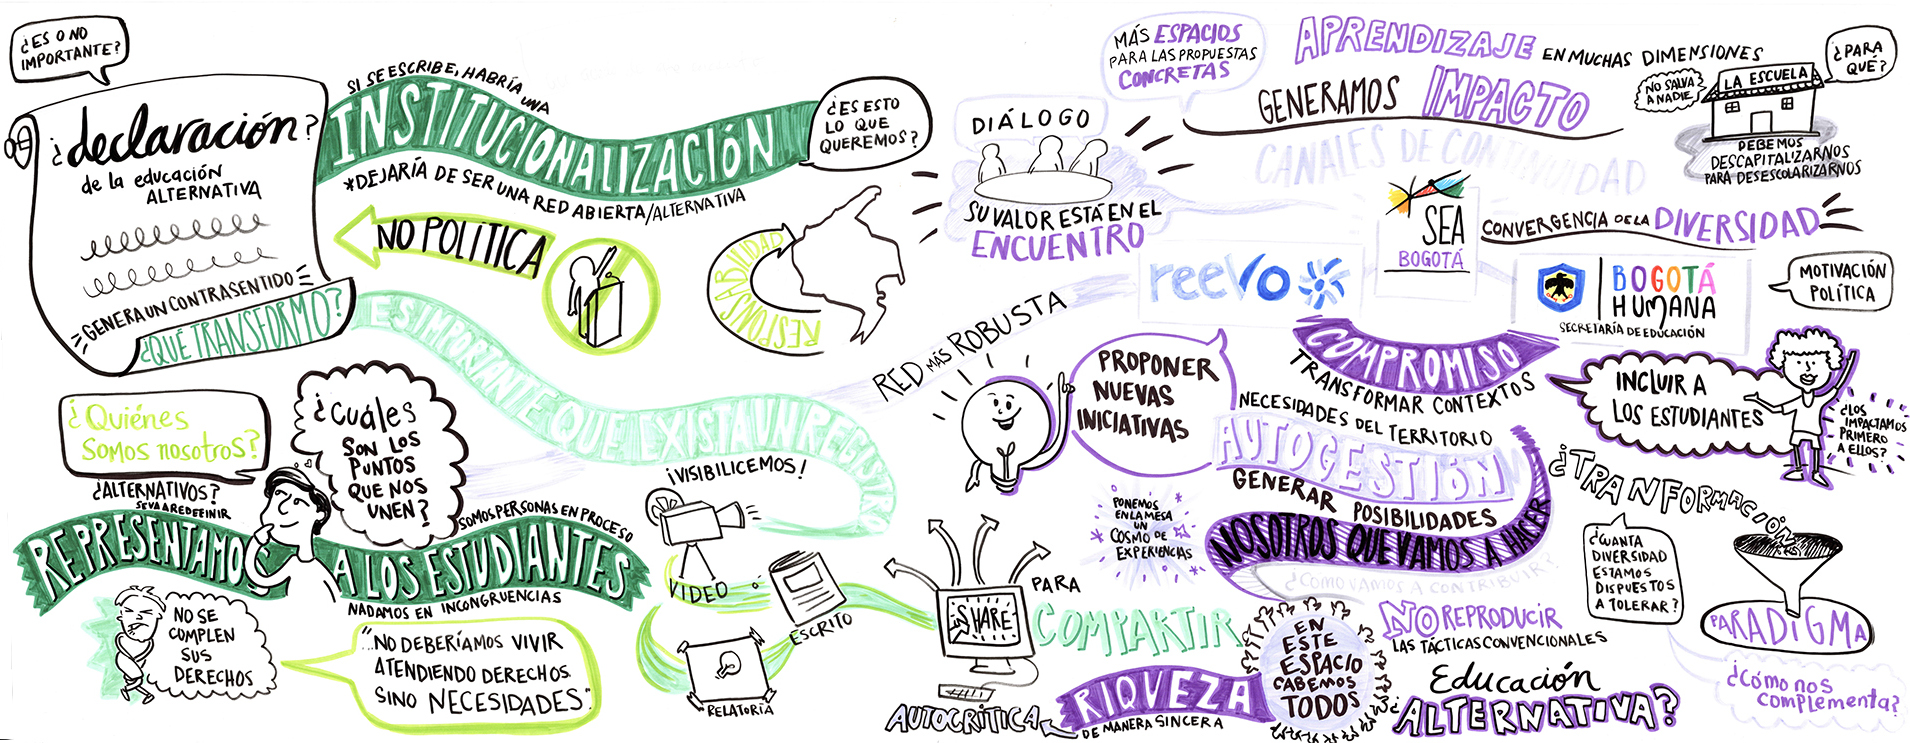 ¿ES O NO
IMPORTANTE?
¿declaración?
de la educación
ALTERNATIVA
GENERA UN CONTRASENTIDO
¿QUÉ TRANSFORMO?
SI SE ESCRIBE, HABRÍA UNA
INSTITUCIONALIZACIÓN
*DEJARÍA DE SER UNA RED ABIERTA/ALTERNATIVA
¿ES ESTO
LO QUE
QUEREMOS?
NO POLÍTICA
RESPONSABILIDAD
ES IMPORTANTE QUE EXISTA UN REGISTRO
¿Quiénes
somos nosotros?
¿CUÁLES
SON LOS
PUNTOS
QUE NOS
UNEN?
¿ALTERNATIVOS?
SE VA A REDEFINIR
SOMOS PERSONAS EN PROCESO
REPRESENTAMO A LOS ESTUDIANTES
NADAMOS EN INCONGRUENCIAS
NO SE
COMPLEN
SUS
DERECHOS
"...NO DEBERÍAMOS VIVIR
ATENDIENDO DERECHOS
SINO NECESIDADES."
¡VISIBILICEMOS!
VIDEO
ESCRITO
RELATORÍA
SHARE
PARA
COMPARTIR
AUTOCRÍTICA
RIQUEZA
DE MANERA SINCERA
EN
ESTE
ESPACIO
CABEMOS
TODOS
DIÁLOGO
SU VALOR ESTÁ EN EL
ENCUENTRO
MÁS ESPACIOS
PARA LAS PROPUESTAS
CONCRETAS
APRENDIZAJE EN MUCHAS DIMENSIONES
GENERAMOS IMPACTO
CANALES DE CONTINUIDAD
NO SALVA
A NADIE
LA ESCUELA
¿PARA
QUÉ?
DEBEMOS
DESCAPITALIZARNOS
PARA DESESCOLARIZARNOS
SEA
BOGOTÁ
CONVERGENCIA DE LA DIVERSIDAD
RED MÁS ROBUSTA
reevo
BOGOTÁ
HUMANA
SECRETARÍA DE EDUCACIÓN
MOTIVACIÓN
POLÍTICA
COMPROMISO
TRANSFORMAR CONTEXTOS
PROPONER
NUEVAS
INICIATIVAS
NECESIDADES DEL TERRITORIO
AUTOGESTIÓN
GENERAR POSIBILIDADES
NOSOTROS QUE VAMOS A HACER
¿CÓMO VAMOS A CONTRIBUIR?
PONEMOS
EN LA MESA
UN
COSMO DE
EXPERIENCIAS
INCLUIR A
LOS ESTUDIANTES
¿LOS
IMPACTAMOS
PRIMERO
A ELLOS?
¿TRANFORMACIÓN
¿CUANTA
DIVERSIDAD
ESTAMOS
DISPUESTOS
A TOLERAR?
PARADIGMA
¿Cómo nos
complementa?
NO REPRODUCIR
LAS TÁCTICAS CONVENCIONALES
Educación
¿ALTERNATIVA?